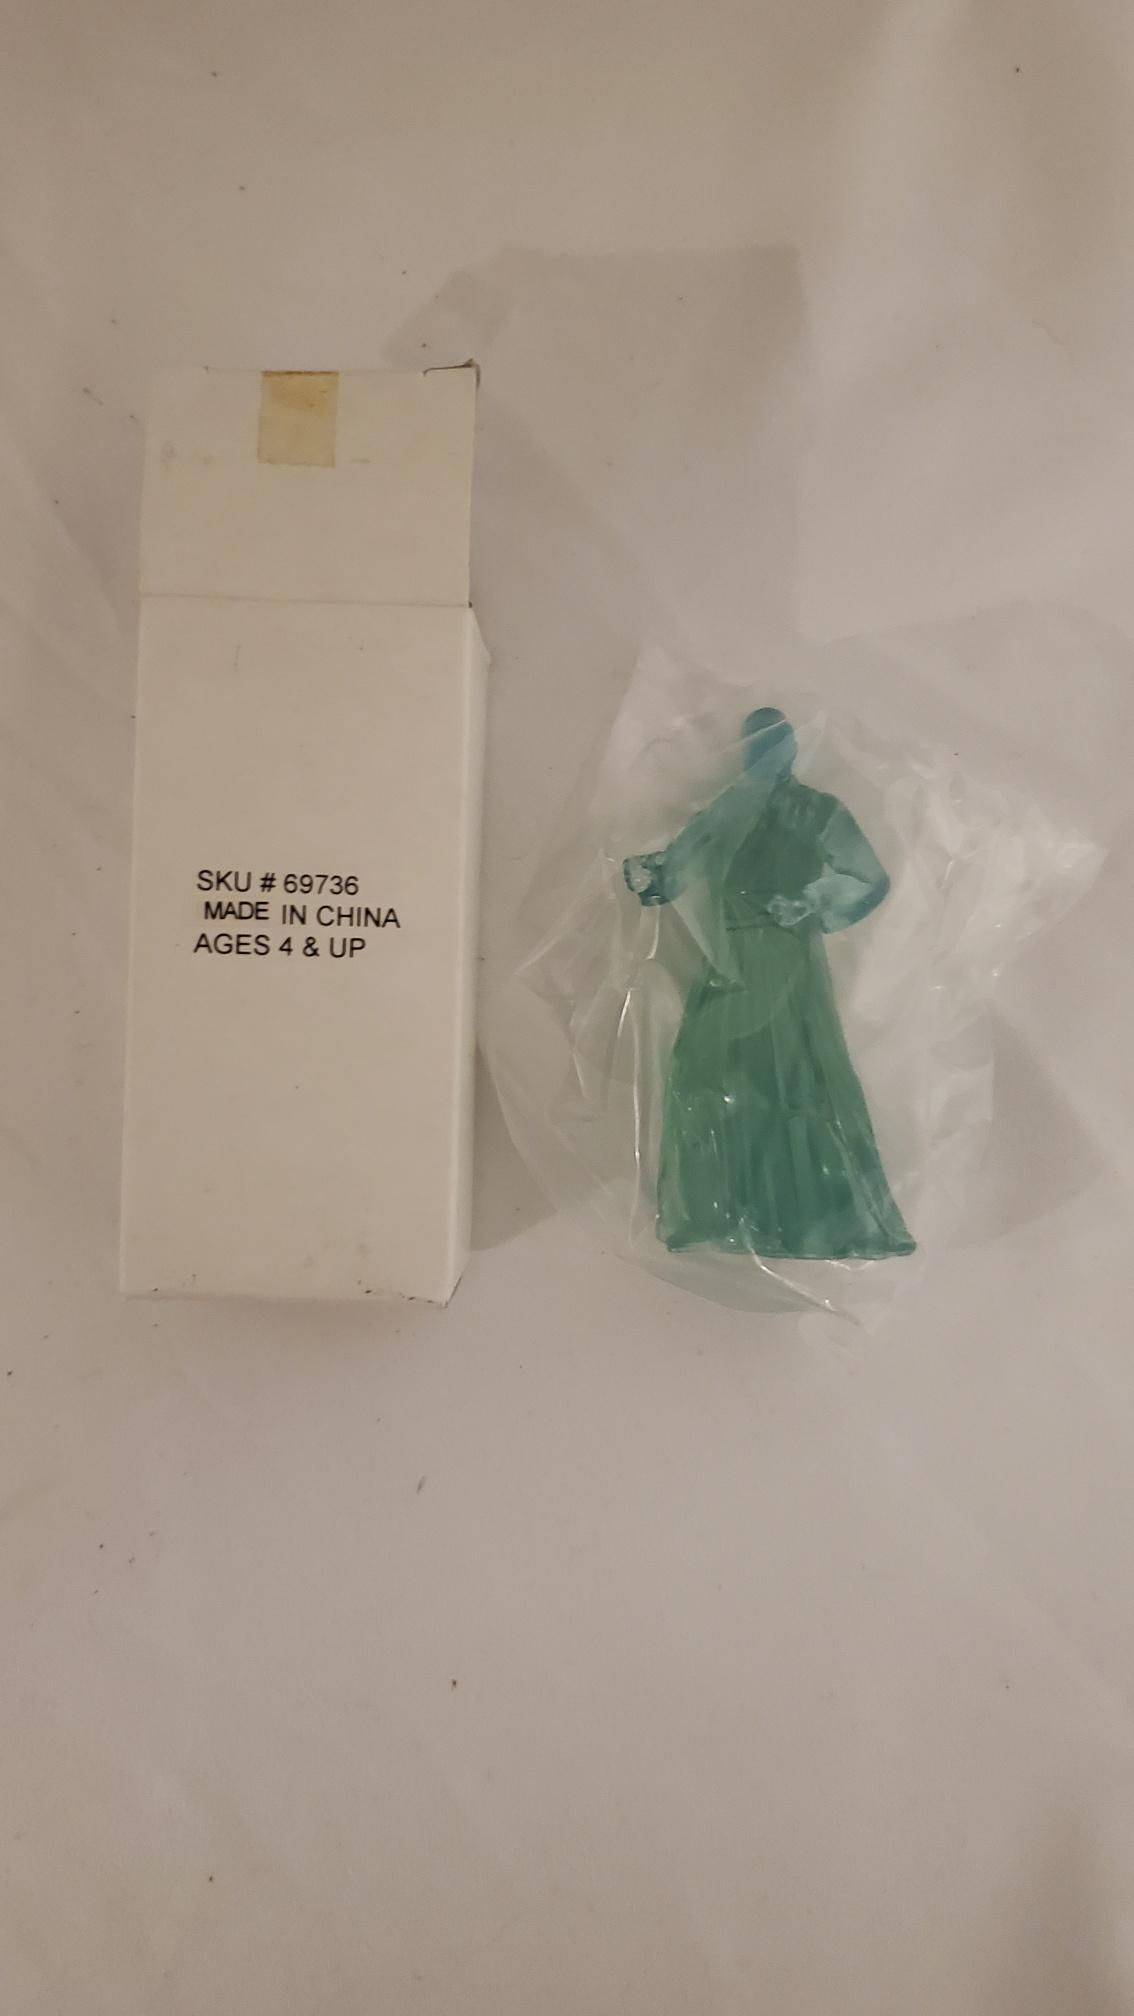 SKU # 69736
MADE IN CHINA
AGES 4 & UP